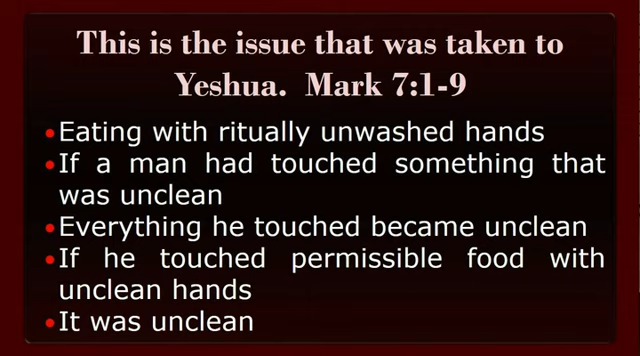 This is the issue that was taken to
Yeshua. Mark 7:1-9
•Eating with ritually unwashed hands
•If a man had touched something that
was unclean
•Everything he touched became unclean
•If he touched permissible food with
unclean hands
•It was unclean